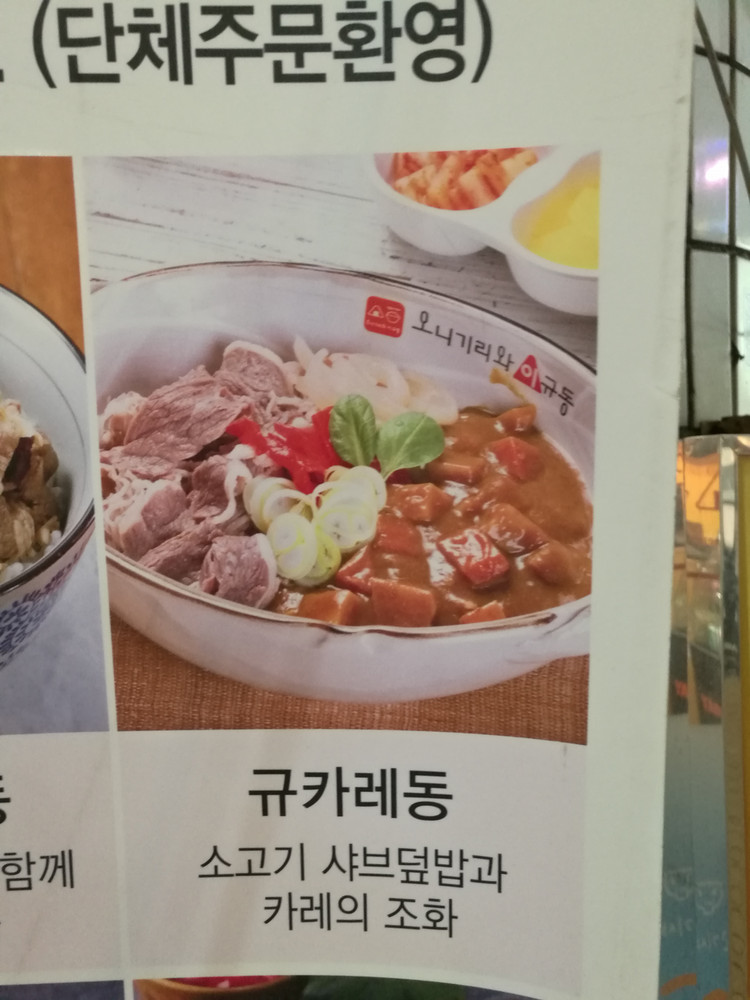 (단체주문환영)
오니기리와 이규동
동
함께
규카레동
소고기 샤브덮밥과
카레의 조화